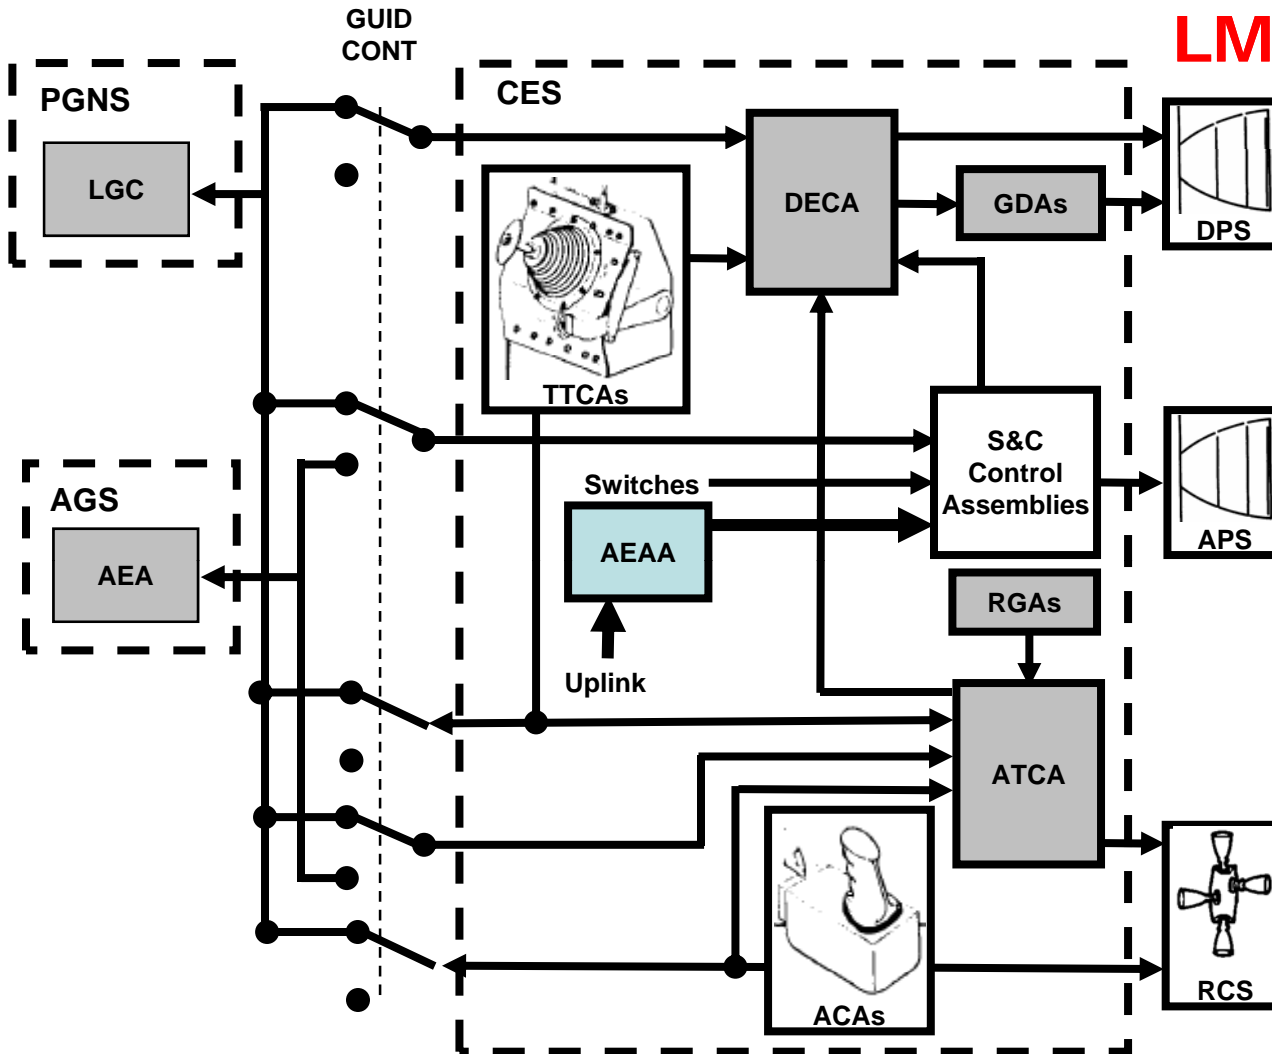 GUID
CONT
LM
PGNS
CES
LGC
DECA
GDAs
DPS
TTCAs
S&C
Control
Assemblies
AGS
Switches
AEAA
APS
AEA
RGAs
Uplink
ATCA
RCS
ACAs